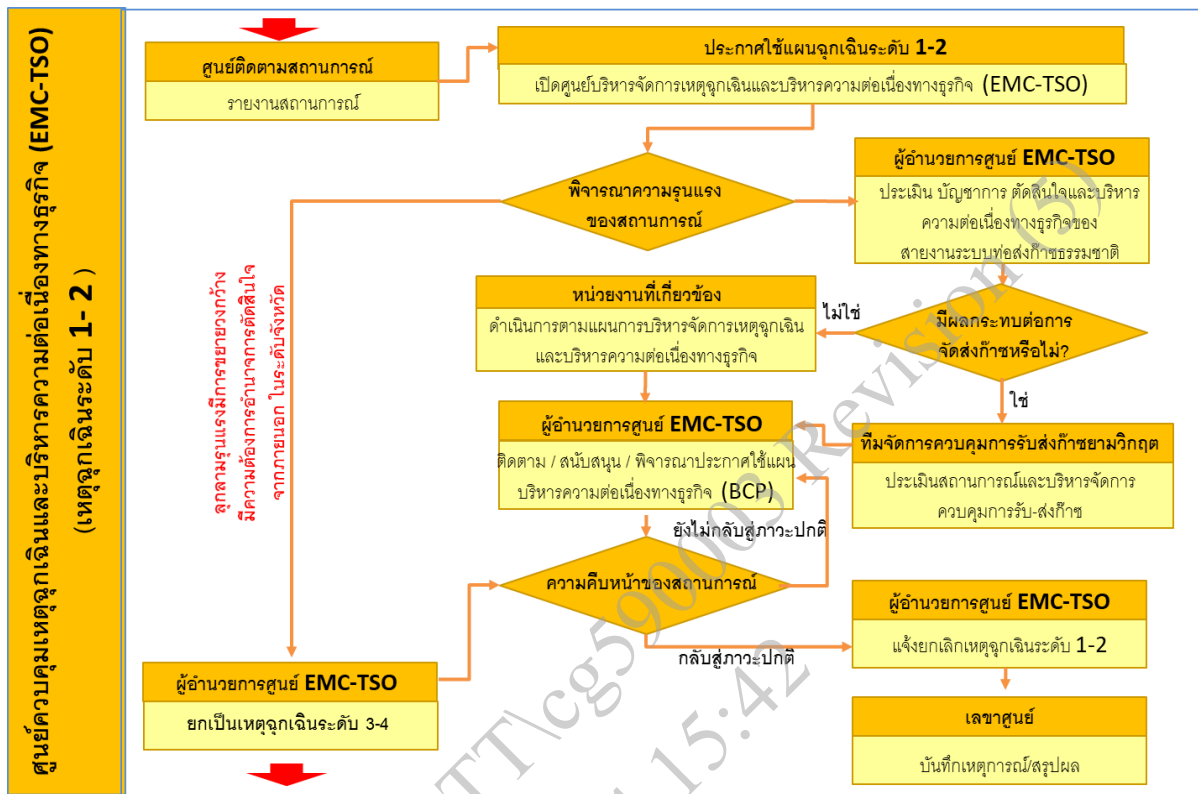 ศูนย์ควบคุมเหตุฉุกเฉินและบริหารความต่อเนื่องทางธุรกิจ (EMC-TSO)
(เหตุฉุกเฉินระดับ 1- 2 )
ศูนย์ติดตามสถานการณ์
รายงานสถานการณ์
ประกาศใช้แผนฉุกเฉินระดับ 1-2
เปิดศูนย์บริหารจัดการเหตุฉุกเฉินและบริหารความต่อเนื่องทางธุรกิจ (EMC-TSO)
พิจารณาความรุนแรง
ของสถานการณ์
ผู้อำนวยการศูนย์ EMC-TSO
ประเมิน บัญชาการ ตัดสินใจและบริหาร
ความต่อเนื่องทางธุรกิจของ
สายงานระบบท่อส่งก๊าซธรรมชาติ
ลุกลามรุนแรงมีการขยายวงกว้าง
มีความต้องการอำนาจการตัดสินใจ
จากภายนอก ในระดับจังหวัด
หน่วยงานที่เกี่ยวข้อง
ดำเนินการตามแผนการบริหารจัดการเหตุฉุกเฉิน
และบริหารความต่อเนื่องทางธุรกิจ
ไม่ใช่
มีผลกระทบต่อการ
จัดส่งก๊าซหรือไม่?
ใช่
ผู้อำนวยการศูนย์ EMC-TSO
ติดตาม / สนับสนุน / พิจารณาประกาศใช้แผน
บริหารความต่อเนื่องทางธุรกิจ (BCP)
ทีมจัดการควบคุมการรับส่งก๊าซยามวิกฤต
ประเมินสถานการณ์และบริหารจัดการ
ควบคุมการรับ-ส่งก๊าซ
ยังไม่กลับสู่ภาวะปกติ
ความคืบหน้าของสถานการณ์
กลับสู่ภาวะปกติ
ผู้อำนวยการศูนย์ EMC-TSO
แจ้งยกเลิกเหตุฉุกเฉินระดับ 1-2
ผู้อำนวยการศูนย์ EMC-TSO
ยกเป็นเหตุฉุกเฉินระดับ 3-4
เลขาศูนย์
บันทึกเหตุการณ์/สรุปผล
TT\cg590003 Revision (5)
15:42